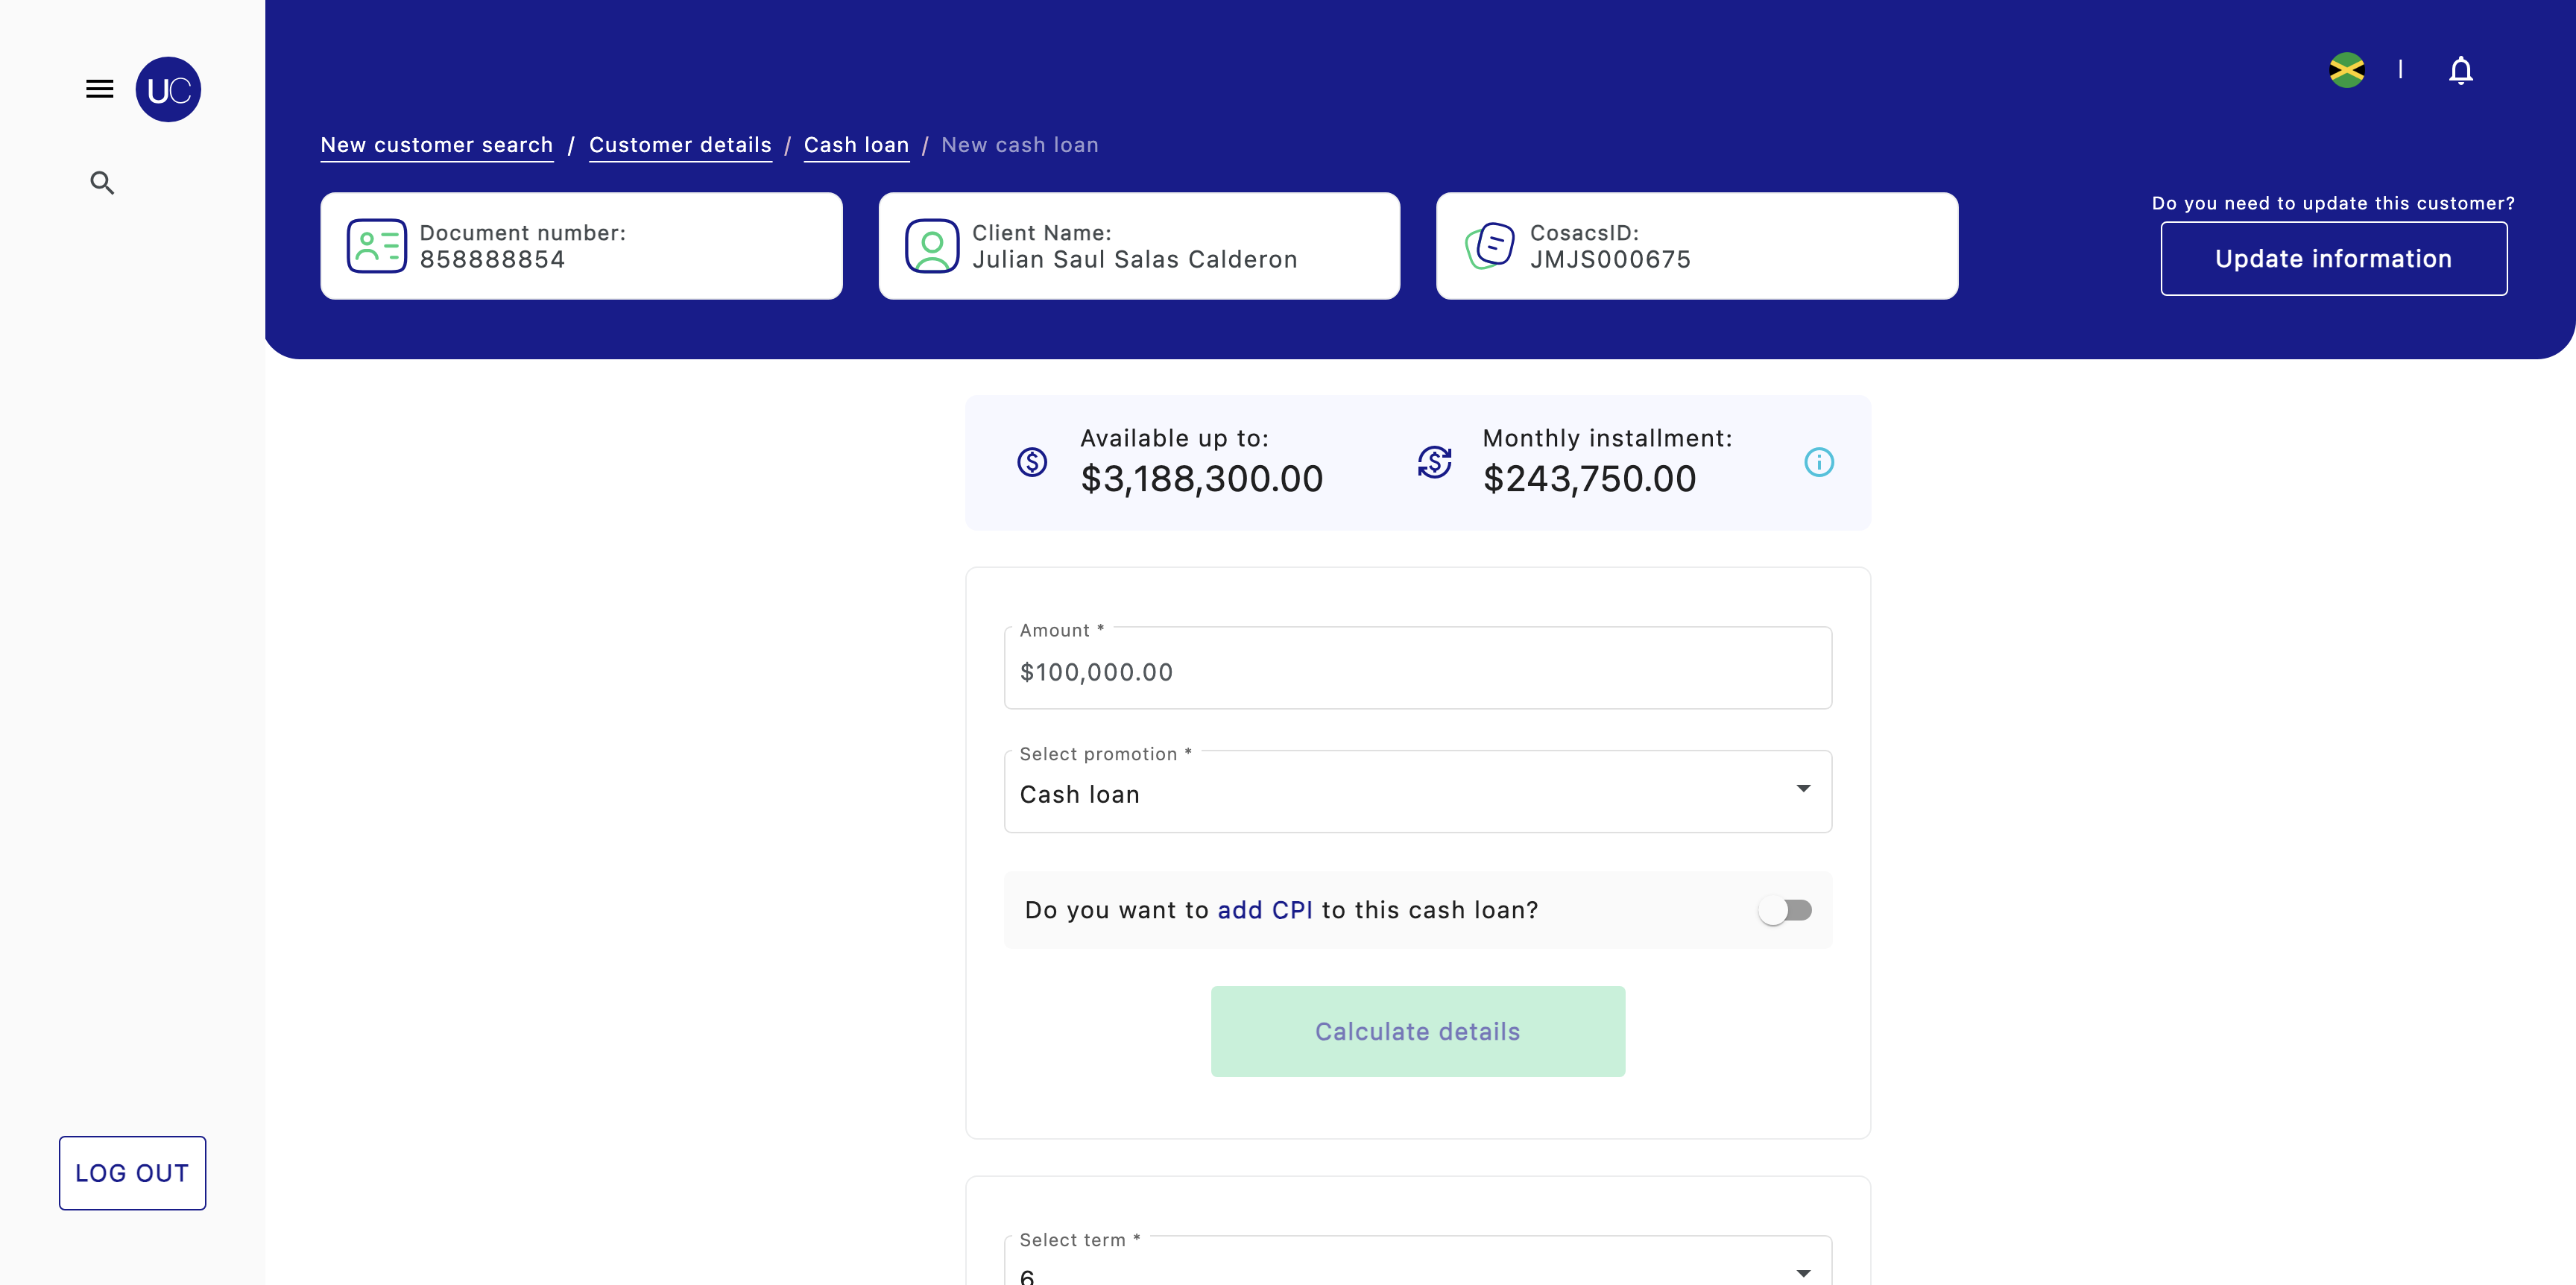 UC
New customer search / Customer details / Cash loan / New cash loan
Document number:
858888854
Client Name:
Julian Saul Salas Calderon
CosacsID:
JMJS000675
Do you need to update this customer?
Update information
Available up to:
$3,188,300.00
Monthly installment:
$243,750.00
Amount *
$100,000.00
Select promotion *
Cash loan
Do you want to add CPI to this cash loan?
Calculate details
LOG OUT
Select term *
6